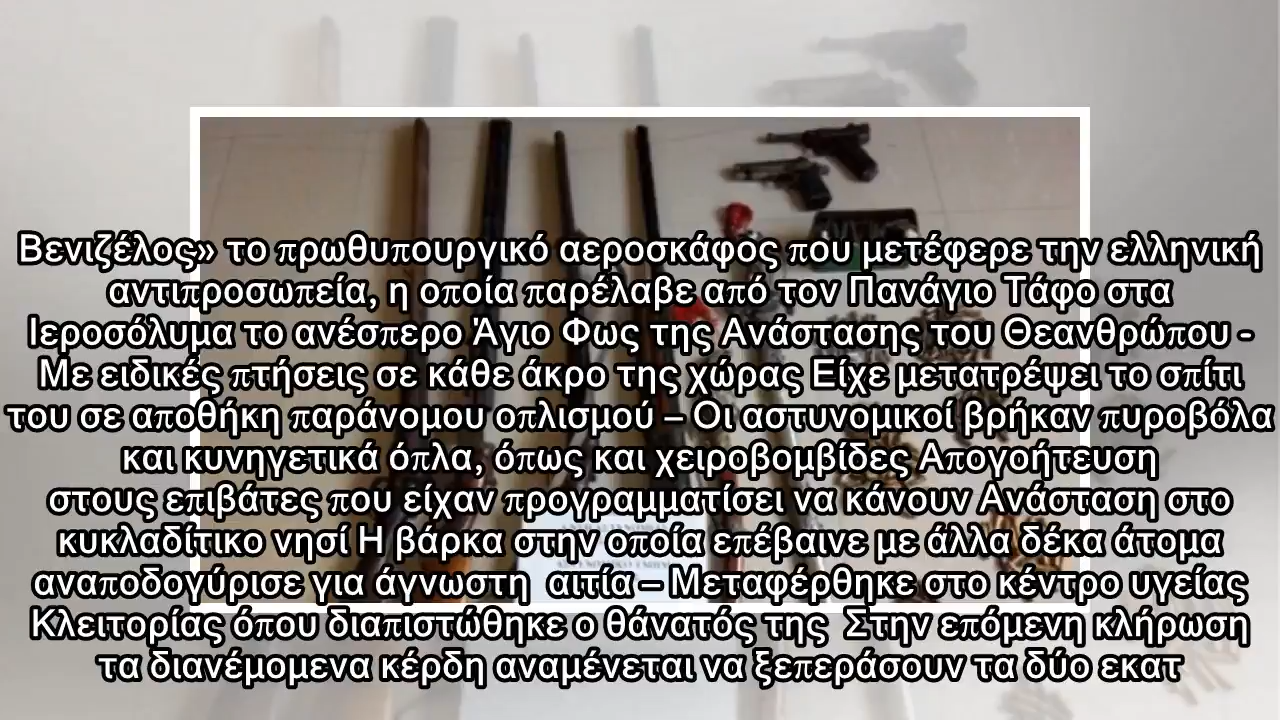 Βενιζέλος» το πρωθυπουργικό αεροσκάφος που μετέφερε την ελληνική
αντιπροσωπεία, η οποία παρέλαβε από τον Πανάγιο Τάφο στα
Ιεροσόλυμα το ανέσπερο Άγιο Φως της Ανάστασης του Θεανθρώπου -
Με ειδικές πτήσεις σε κάθε άκρο της χώρας Είχε μετατρέψει το σπίτι
του σε αποθήκη παράνομου οπλισμού – Οι αστυνομικοί βρήκαν πυροβόλα
και κυνηγετικά όπλα, όπως και χειροβομβίδες Απογοήτευση
στους επιβάτες που είχαν προγραμματίσει να κάνουν Ανάσταση στο
κυκλαδίτικο νησί Η βάρκα στην οποία επέβαινε με άλλα δέκα άτομα
αναποδογύρισε για άγνωστη  αιτία – Μεταφέρθηκε στο κέντρο υγείας
Κλειτορίας όπου διαπιστώθηκε ο θάνατός της  Στην επόμενη κλήρωση
τα διανέμομενα κέρδη αναμένεται να ξεπεράσουν τα δύο εκατ